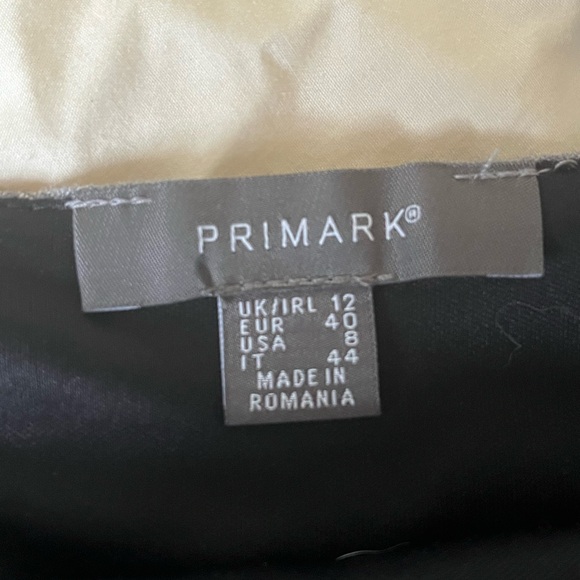 PRIMARK®
UK/IRL 12
EUR 40
USA 8
IT 44
MADE IN
ROMANIA